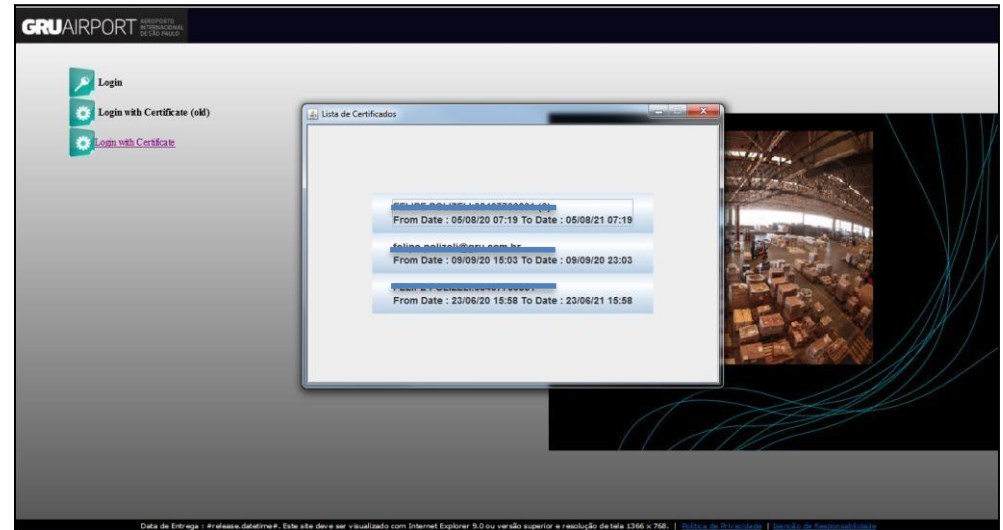 GRUAIRPORT AEROPORTO
INTERNACIONAL
DE SÃO PAULO
Login
Login with Certificate (old)
Login with Certificate
Lista de Certificados
From Date : 05/08/20 07:19 To Date : 05/08/21 07:19
From Date : 09/09/20 15:03 To Date : 09/09/20 23:03
From Date : 23/06/20 15:58 To Date : 23/06/21 15:58
Data de Entrega : #release.datetime#. Este site deve ser visualizado com Internet Explorer 9.0 ou versão superior e resolução de tela 1366 x 768. | Política de Privacidade | Isenção de Responsabilidade